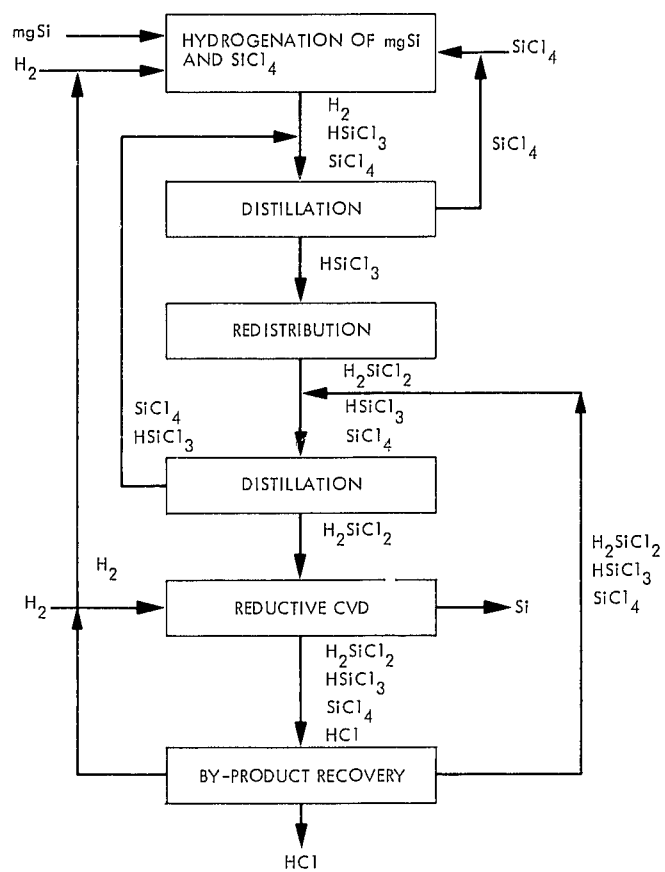 mgSi
H₂
HYDROGENATION OF mgSi
AND SiCl₄
SiCl₄
H₂
HSiCl₃
SiCl₄
SiCl₄
DISTILLATION
HSiCl₃
REDISTRIBUTION
H₂SiCl₂
HSiCl₃
SiCl₄
SiCl₄
HSiCl₃
DISTILLATION
H₂SiCl₂
H₂SiCl₂
HSiCl₃
SiCl₄
H₂
H₂
REDUCTIVE CVD
Si
H₂SiCl₂
HSiCl₃
SiCl₄
HCl
BY-PRODUCT RECOVERY
HCl